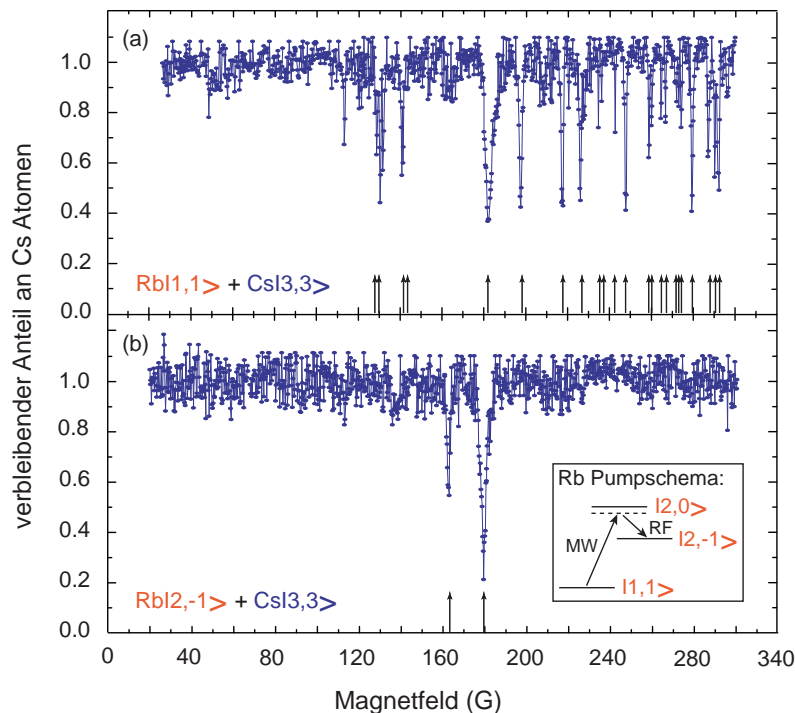 (a)
1.0
0.8
0.6
0.4
0.2
0.0
RbI1,1> + CsI3,3>
verbleibender Anteil an Cs Atomen
(b)
1.0
0.8
0.6
0.4
0.2
0.0
RbI2,-1> + CsI3,3>
Rb Pumpschema:
I2,0>
MW
RF
I2,-1>
I1,1>
20 40 60 80 120 160 200 240 280 340
Magnetfeld (G)